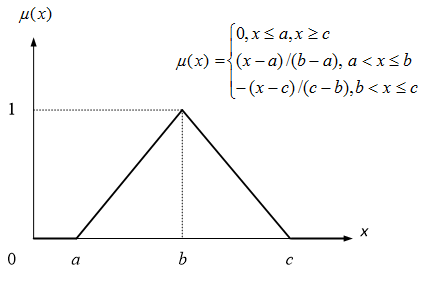 μ(x)
0, x ≤ a, x ≥ c
μ(x) = { (x − a)/(b − a), a < x ≤ b
−(x − c)/(c − b), b < x ≤ c
1
x
0 a b c